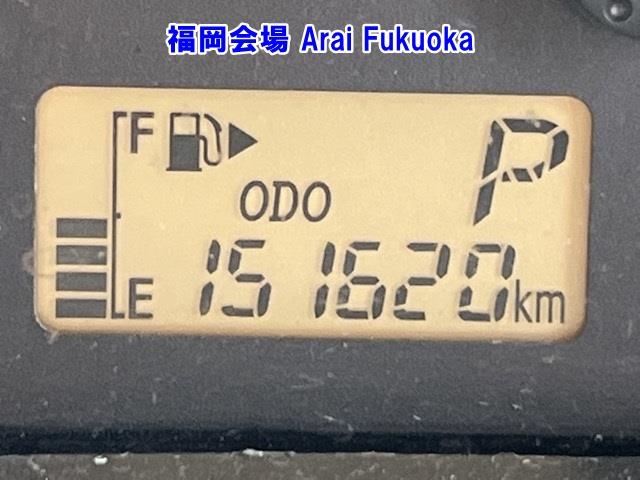 福岡会場 Arai Fukuoka
F P
ODO
E 151620km